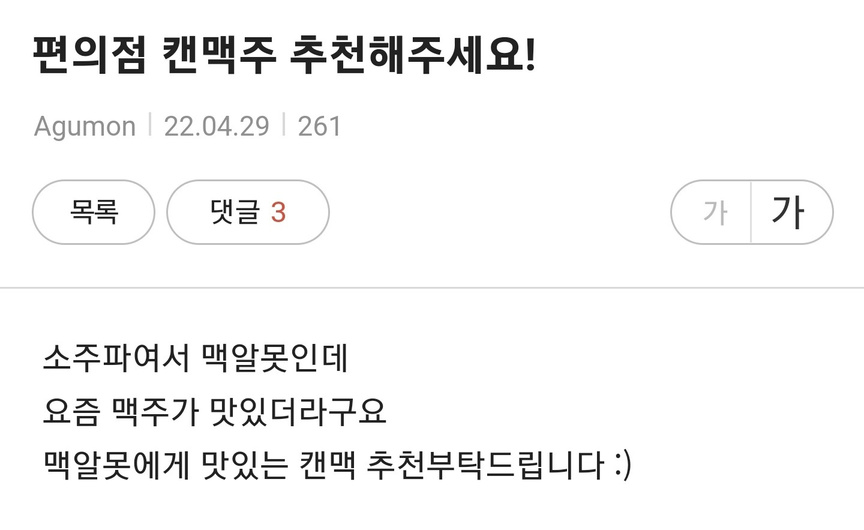 편의점 캔맥주 추천해주세요!
Agumon | 22.04.29 | 261
목록 댓글 3 가 가
소주파여서 맥알못인데
요즘 맥주가 맛있더라구요
맥알못에게 맛있는 캔맥 추천부탁드립니다 :)